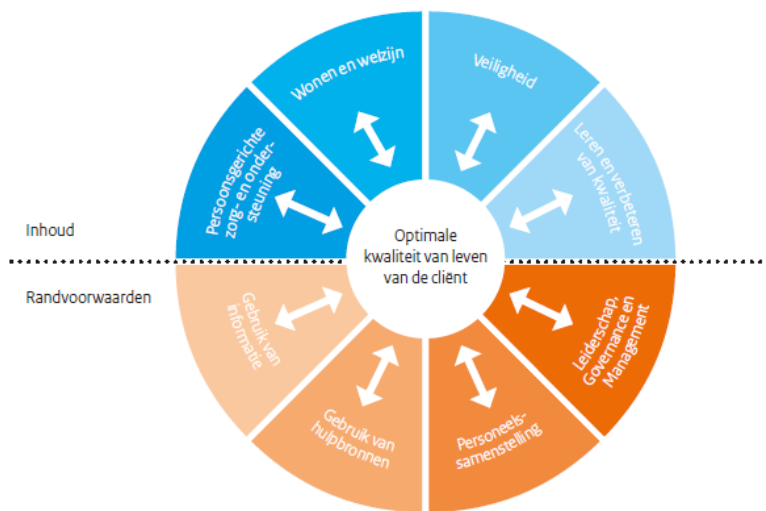 Wonen en welzijn
Veiligheid
Persoonsgerichte
zorg- en onder-
steuning
Leren en verbeteren
van kwaliteit
Inhoud
Optimale
kwaliteit van leven
van de cliënt
Randvoorwaarden
Gebruik van
informatie
Leiderschap,
Governance en
Management
Gebruik van
hulpbronnen
Personeels-
samenstelling